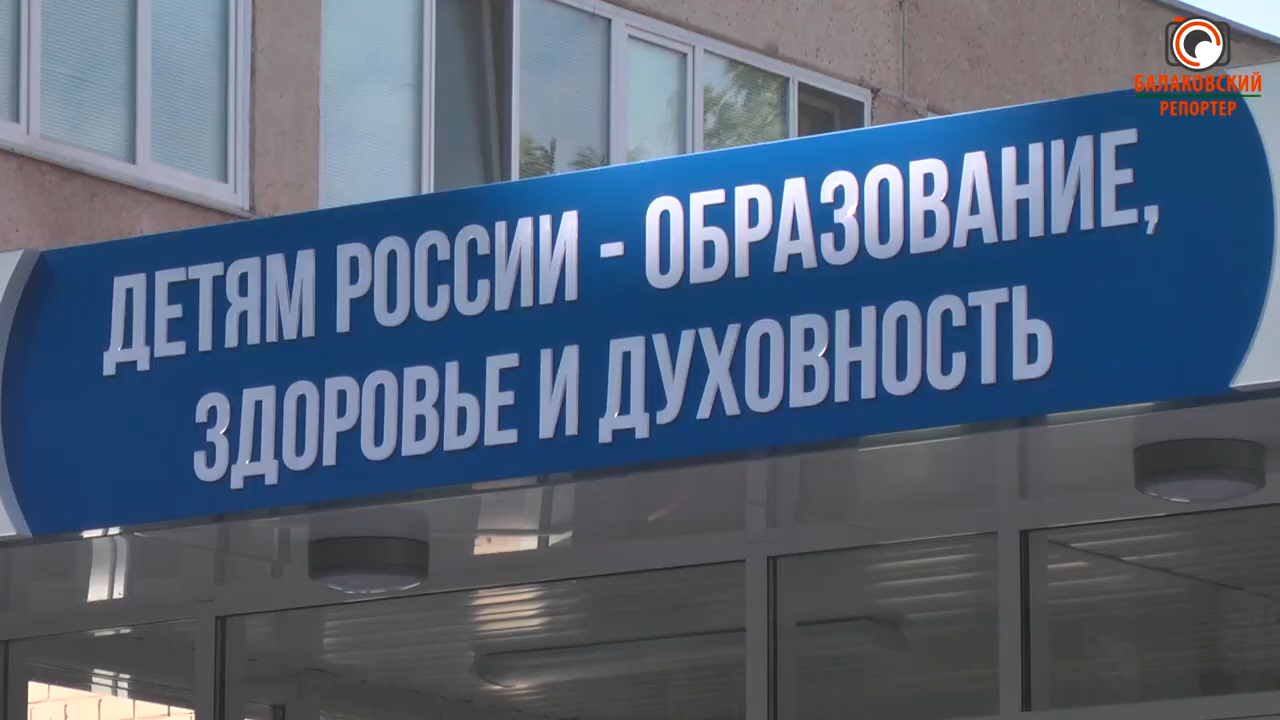 БАЛАКОВСКИЙ
РЕПОРТЕР
ДЕТЯМ РОССИИ - ОБРАЗОВАНИЕ,
ЗДОРОВЬЕ И ДУХОВНОСТЬ